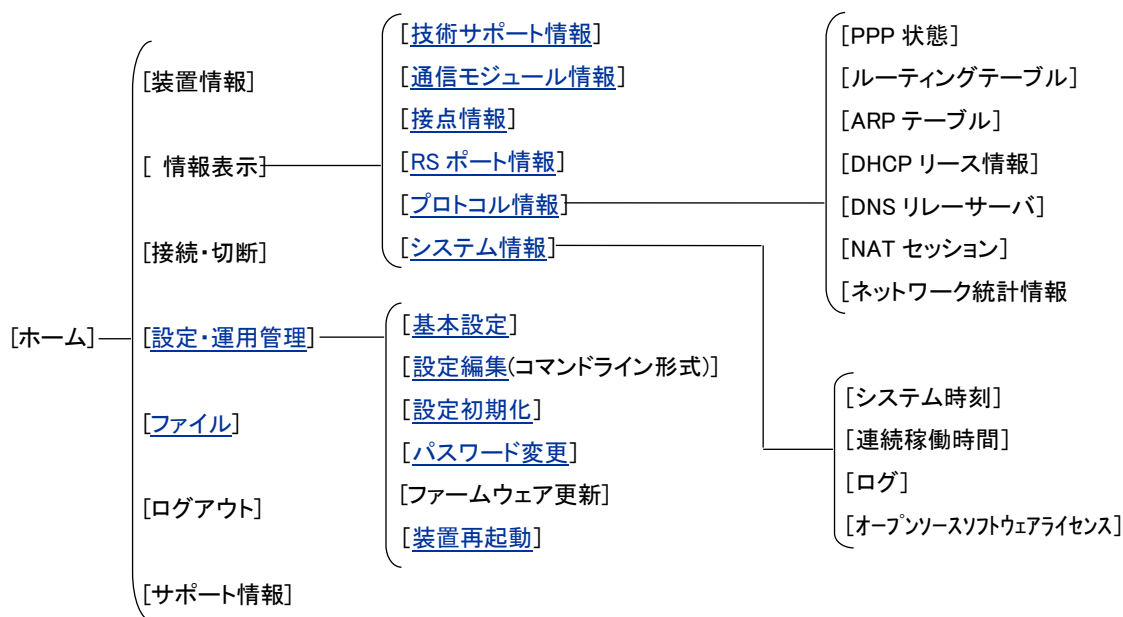 [ホーム]
[装置情報]
[ 情報表示]
[接続・切断]
[設定・運用管理]
[ファイル]
[ログアウト]
[サポート情報]
[技術サポート情報]
[通信モジュール情報]
[接点情報]
[RS ポート情報]
[プロトコル情報]
[システム情報]
[PPP 状態]
[ルーティングテーブル]
[ARP テーブル]
[DHCP リース情報]
[DNS リレーサーバ]
[NAT セッション]
[ネットワーク統計情報
[システム時刻]
[連続稼働時間]
[ログ]
[オープンソースソフトウェアライセンス]
[基本設定]
[設定編集(コマンドライン形式)]
[設定初期化]
[パスワード変更]
[ファームウェア更新]
[装置再起動]